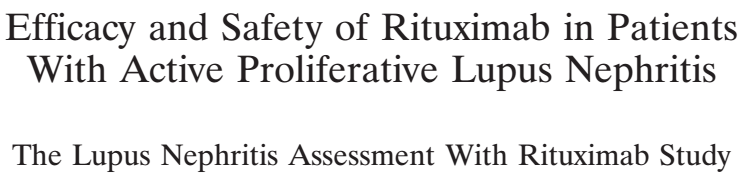 Efficacy and Safety of Rituximab in Patients
With Active Proliferative Lupus Nephritis
The Lupus Nephritis Assessment With Rituximab Study